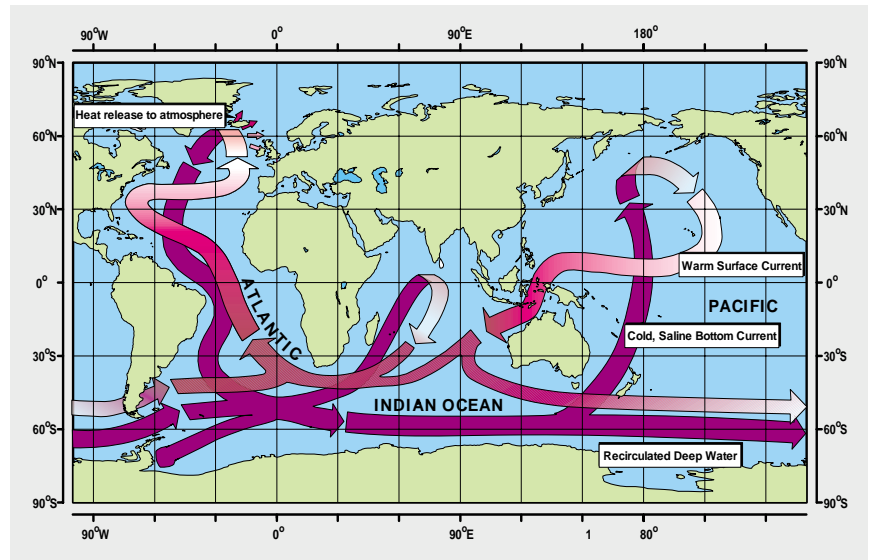 90°W 0° 90°E 180°
90°N 90°N
Heat release to atmosphere
60°N 60°N
30°N 30°N
Warm Surface Current
0° 0°
ATLANTIC
PACIFIC
Cold, Saline Bottom Current
30°S 30°S
INDIAN OCEAN
60°S 60°S
Recirculated Deep Water
90°S 90°S
90°W 0° 90°E 1 80°